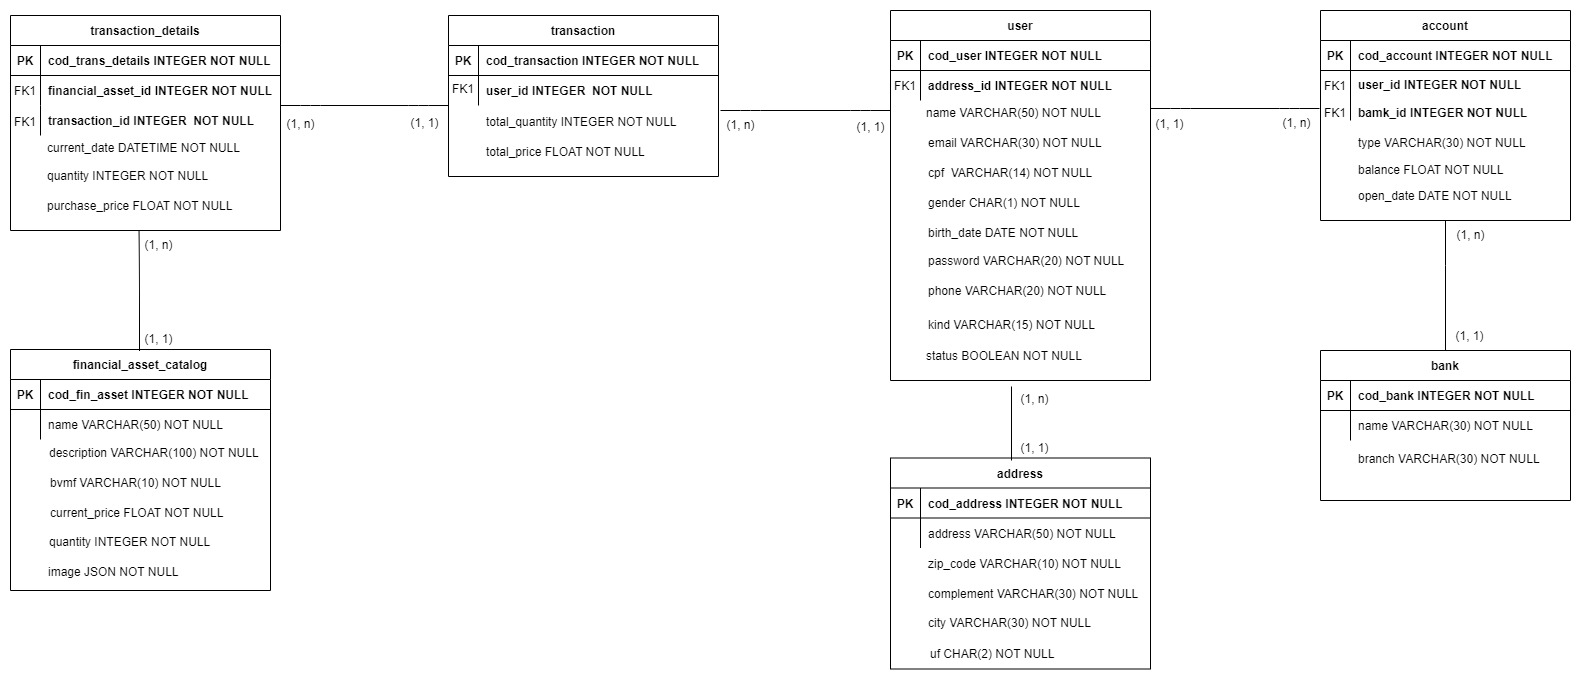 transaction_details
PK cod_trans_details INTEGER NOT NULL
FK1 financial_asset_id INTEGER NOT NULL
FK1 transaction_id INTEGER  NOT NULL
current_date DATETIME NOT NULL
quantity INTEGER NOT NULL
purchase_price FLOAT NOT NULL
(1, n)
(1, 1)
(1, n)
(1, 1)
transaction
PK cod_transaction INTEGER NOT NULL
FK1 user_id INTEGER  NOT NULL
total_quantity INTEGER NOT NULL
total_price FLOAT NOT NULL
(1, n)
(1, 1)
user
PK cod_user INTEGER NOT NULL
FK1 address_id INTEGER NOT NULL
name VARCHAR(50) NOT NULL
email VARCHAR(30) NOT NULL
cpf  VARCHAR(14) NOT NULL
gender CHAR(1) NOT NULL
birth_date DATE NOT NULL
password VARCHAR(20) NOT NULL
phone VARCHAR(20) NOT NULL
kind VARCHAR(15) NOT NULL
status BOOLEAN NOT NULL
(1, 1)
(1, n)
(1, n)
(1, 1)
account
PK cod_account INTEGER NOT NULL
FK1 user_id INTEGER NOT NULL
FK1 bamk_id INTEGER NOT NULL
type VARCHAR(30) NOT NULL
balance FLOAT NOT NULL
open_date DATE NOT NULL
(1, n)
(1, 1)
financial_asset_catalog
PK cod_fin_asset INTEGER NOT NULL
name VARCHAR(50) NOT NULL
description VARCHAR(100) NOT NULL
bvmf VARCHAR(10) NOT NULL
current_price FLOAT NOT NULL
quantity INTEGER NOT NULL
image JSON NOT NULL
address
PK cod_address INTEGER NOT NULL
address VARCHAR(50) NOT NULL
zip_code VARCHAR(10) NOT NULL
complement VARCHAR(30) NOT NULL
city VARCHAR(30) NOT NULL
uf CHAR(2) NOT NULL
bank
PK cod_bank INTEGER NOT NULL
name VARCHAR(30) NOT NULL
branch VARCHAR(30) NOT NULL